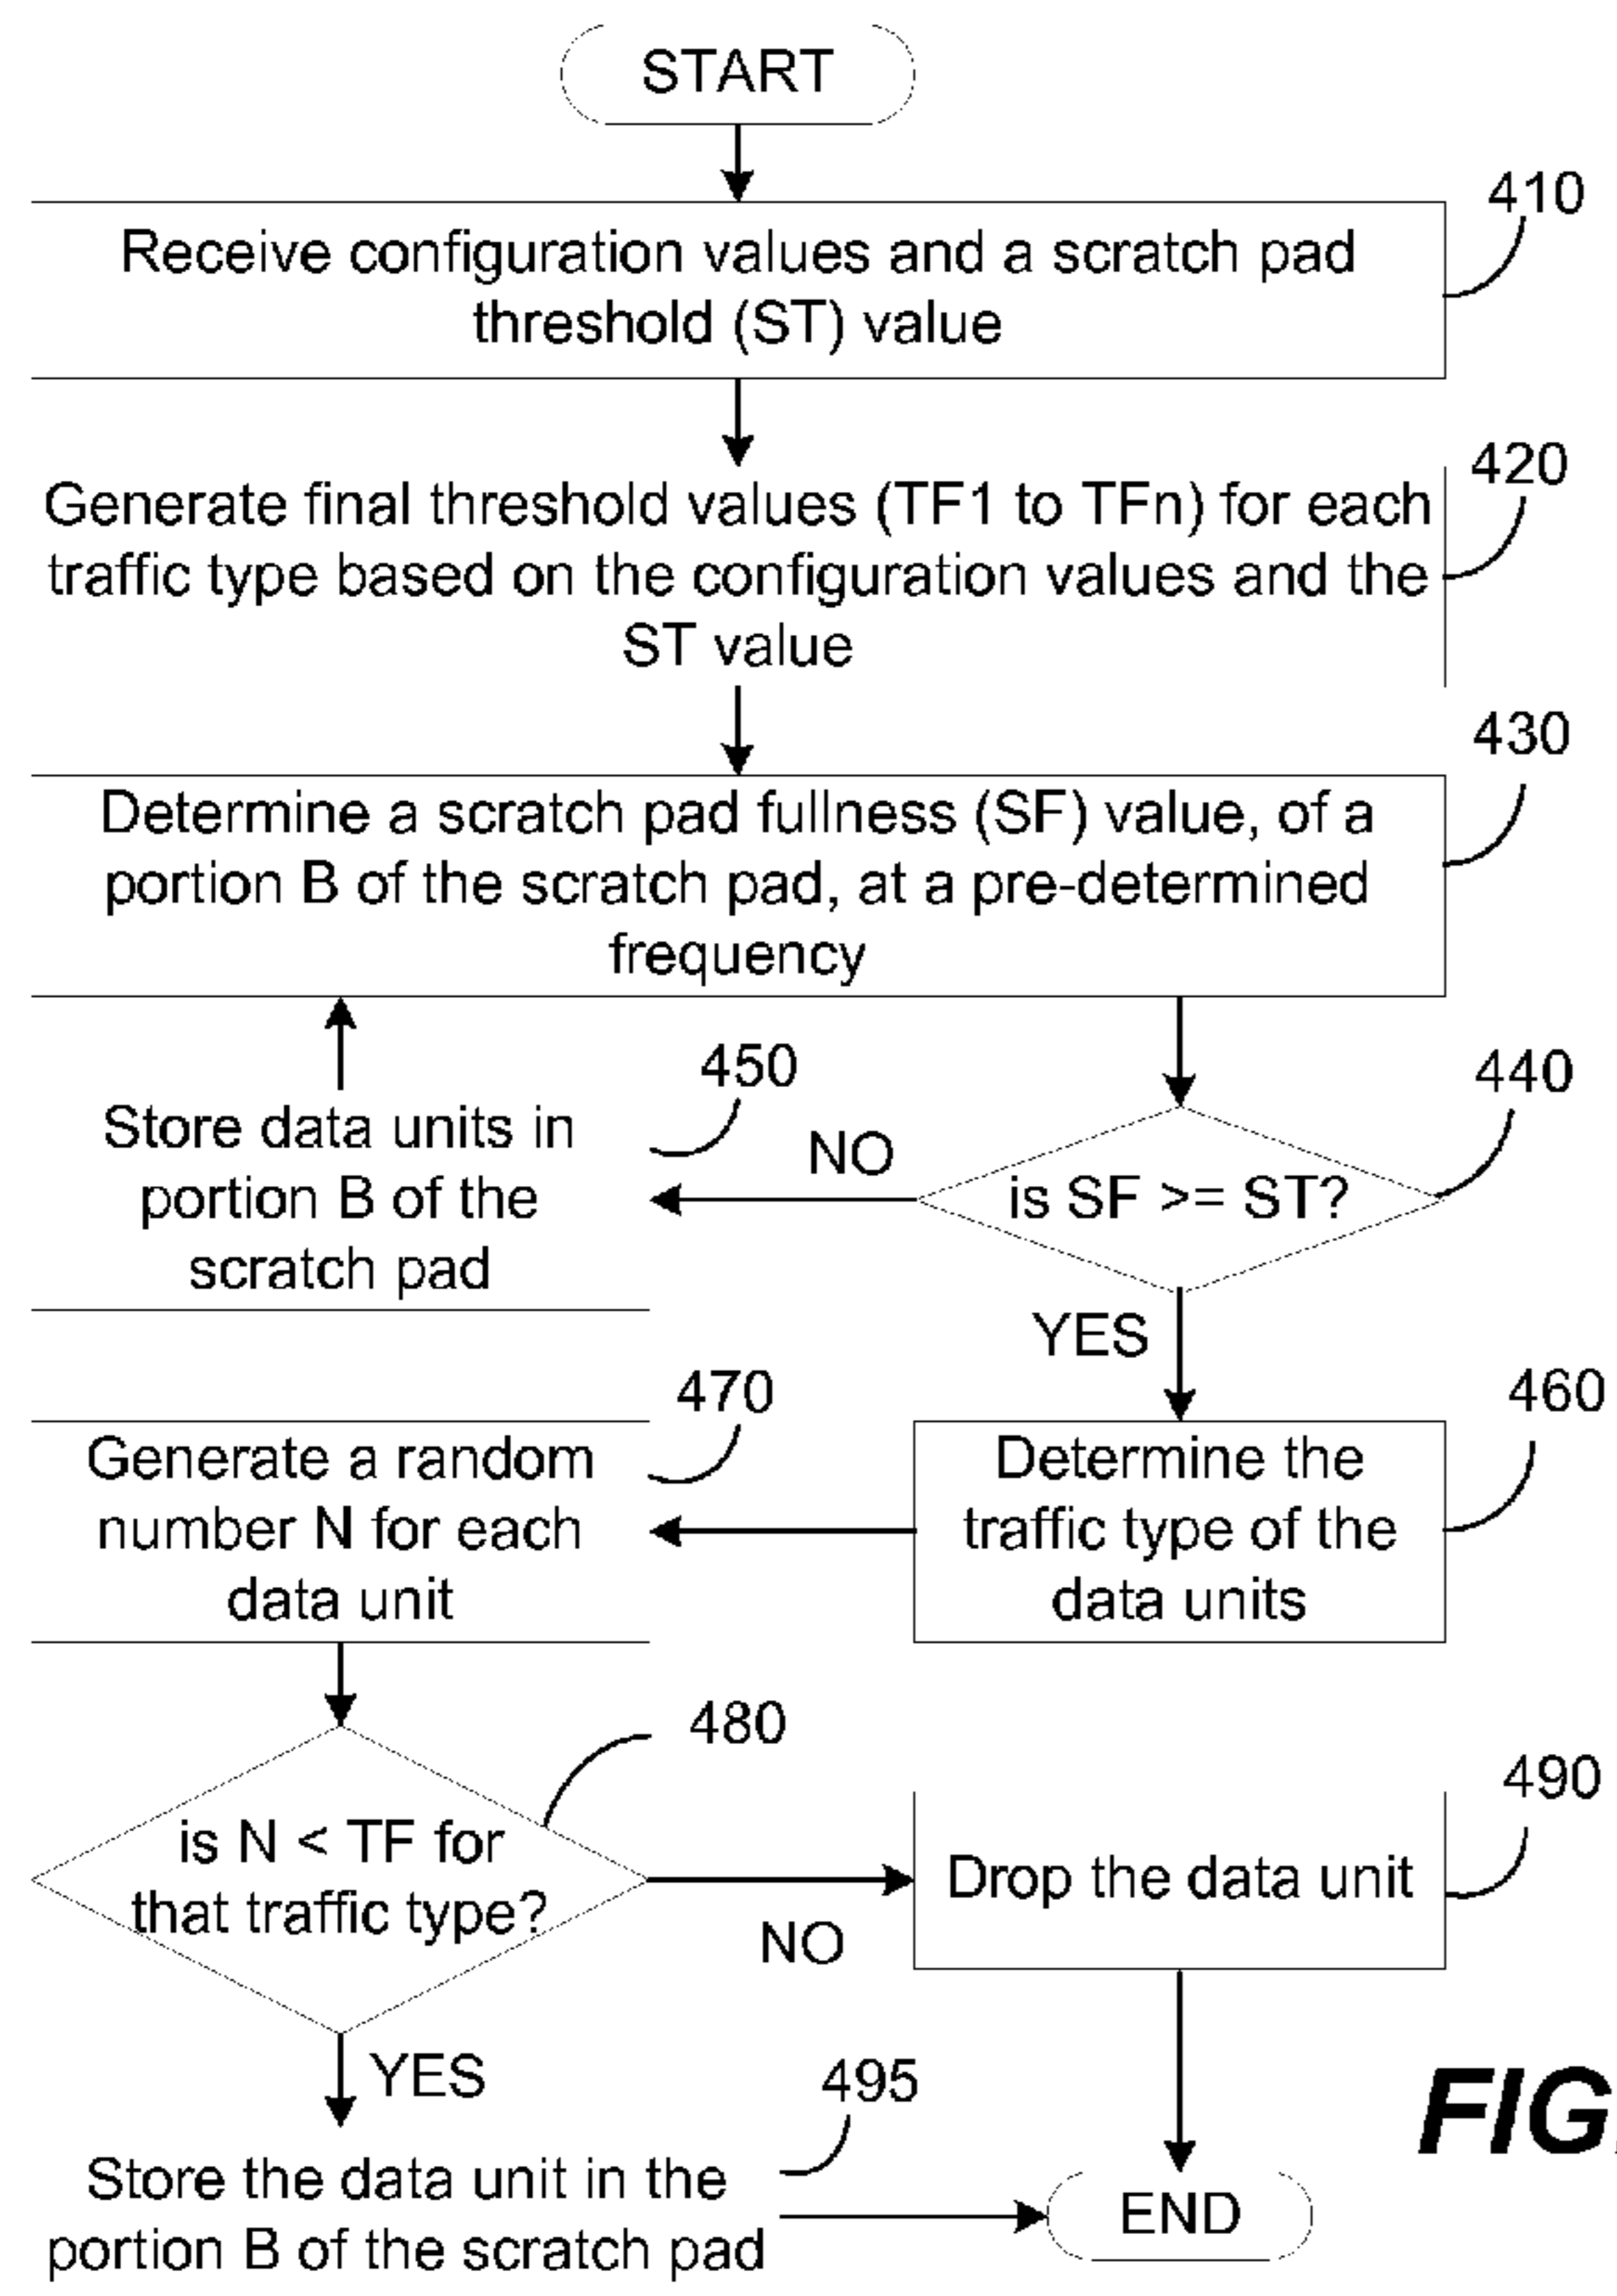 START
410
Receive configuration values and a scratch pad
threshold (ST) value
420
Generate final threshold values (TF1 to TFn) for each
traffic type based on the configuration values and the
ST value
430
Determine a scratch pad fullness (SF) value, of a
portion B of the scratch pad, at a pre-determined
frequency
450
440
Store data units in
portion B of the
scratch pad
NO
is SF >= ST?
YES
470
460
Generate a random
number N for each
data unit
Determine the
traffic type of the
data units
480
490
is N < TF for
that traffic type?
NO
Drop the data unit
YES
495
FIG.
Store the data unit in the
portion B of the scratch pad
END